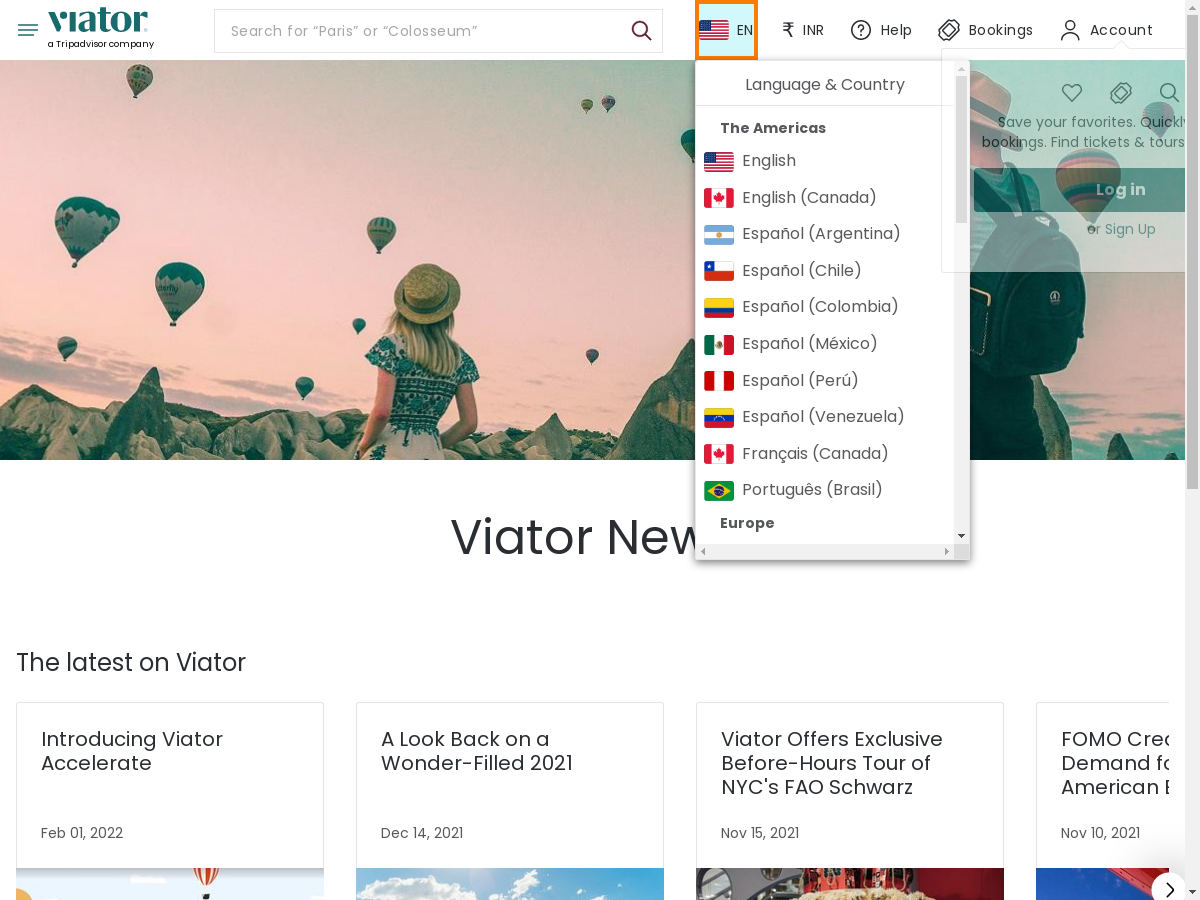 viator
a Tripadvisor company
Search for “Paris” or “Colosseum”
EN
₹ INR
Help
Bookings
Account
Language & Country
The Americas
English
English (Canada)
Español (Argentina)
Español (Chile)
Español (Colombia)
Español (México)
Español (Perú)
Español (Venezuela)
Français (Canada)
Português (Brasil)
Europe
Save your favorites. Quickly
bookings. Find tickets & tours
Log in
or Sign Up
Viator New
The latest on Viator
Introducing Viator
Accelerate
Feb 01, 2022
A Look Back on a
Wonder-Filled 2021
Dec 14, 2021
Viator Offers Exclusive
Before-Hours Tour of
NYC's FAO Schwarz
Nov 15, 2021
FOMO
Demand
American
Nov 10, 2021